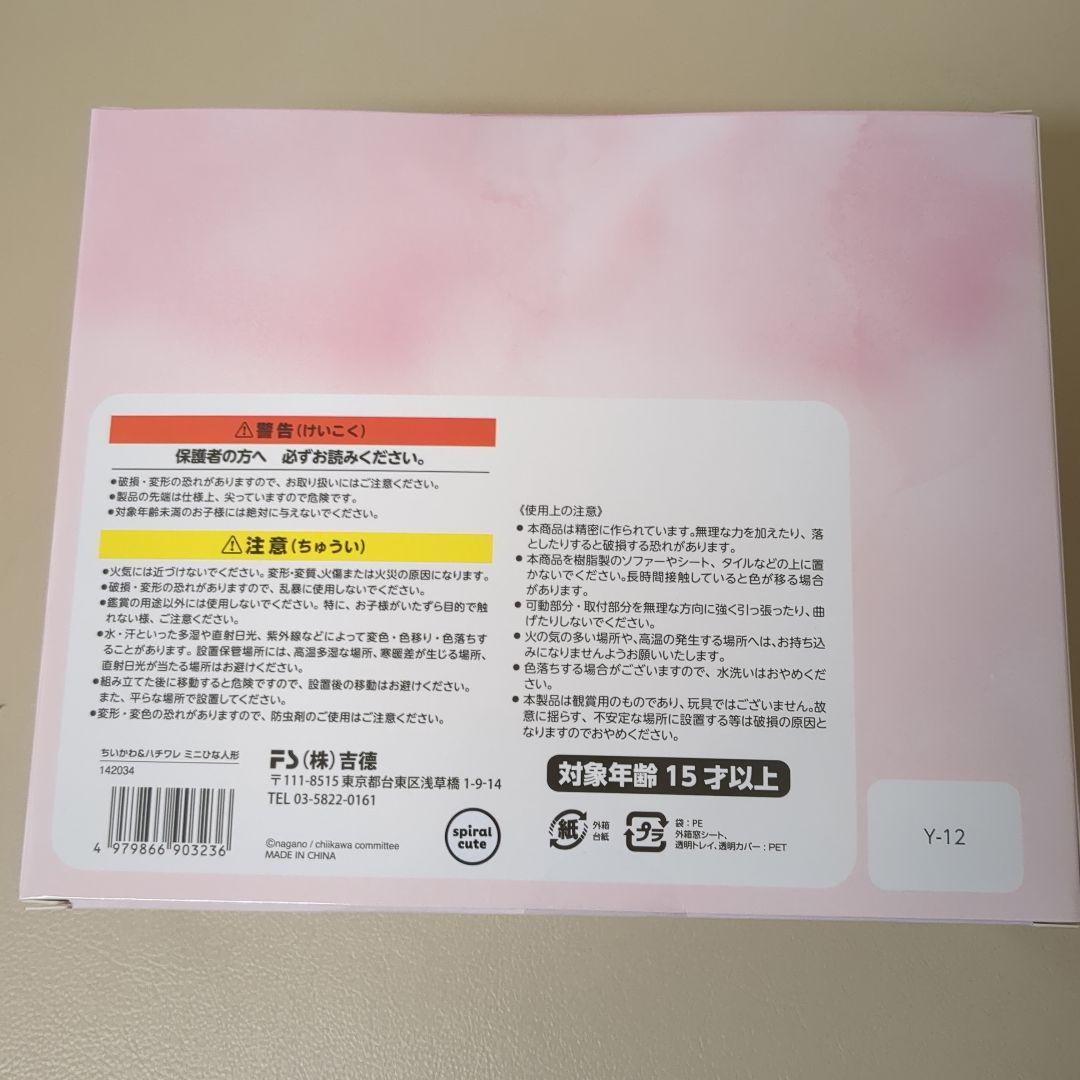 ⚠警告(けいこく)
保護者の方へ 必ずお読みください。
●破損・変形の恐れがありますので、お取り扱いにはご注意ください。
●製品の先端は仕様上、尖っていますので危険です。
●対象年齢未満のお子様には絶対に与えないでください。
⚠注意(ちゅうい)
●火気には近づけないでください。変形・変質、火傷または火災の原因になります。
●破損・変形の恐れがありますので、乱暴に使用しないでください。
●鑑賞の用途以外には使用しないでください。特に、お子様がいたずら目的で触
れない様、ご注意ください。
●水・汗といった多湿や直射日光、紫外線などによって変色・色移り・色落ちす
ることがあります。設置保管場所には、高温多湿な場所、寒暖差が生じる場所、
直射日光が当たる場所はお避けください。
●組み立てた後に移動すると危険ですので、設置後の移動はお避けください。
また、平らな場所で設置してください。
●変形・変色の恐れがありますので、防虫剤のご使用はご注意ください。
ちいかわ&ハチワレ ミニひな人形
142034
4 979866 903236
(株)吉德
〒111-8515 東京都台東区浅草橋 1-9-14
TEL 03-5822-0161
©nagano / chiikawa committee
MADE IN CHINA
spiral
cute
《使用上の注意》
●本商品は精密に作られています。無理な力を加えたり、落
としたりすると破損する恐れがあります。
●本商品を樹脂製のソファーやシート、タイルなどの上に置
かないでください。長時間接触していると色が移る場合
があります。
●可動部分・取付部分を無理な方向に強く引っ張ったり、曲
げたりしないでください。
●火の気の多い場所や、高温の発生する場所へは、お持ち込
みになりませんようお願いいたします。
●色落ちする場合がございますので、水洗いはおやめくだ
さい。
●本製品は観賞用のものであり、玩具ではございません。故
意に揺らす、不安定な場所に設置する等は破損の原因と
なりますのでおやめください。
対象年齢 15 才以上
紙
外箱
台紙
プラ
袋:PE
外箱窓シート、
透明トレイ、透明カバー:PET
Y-12